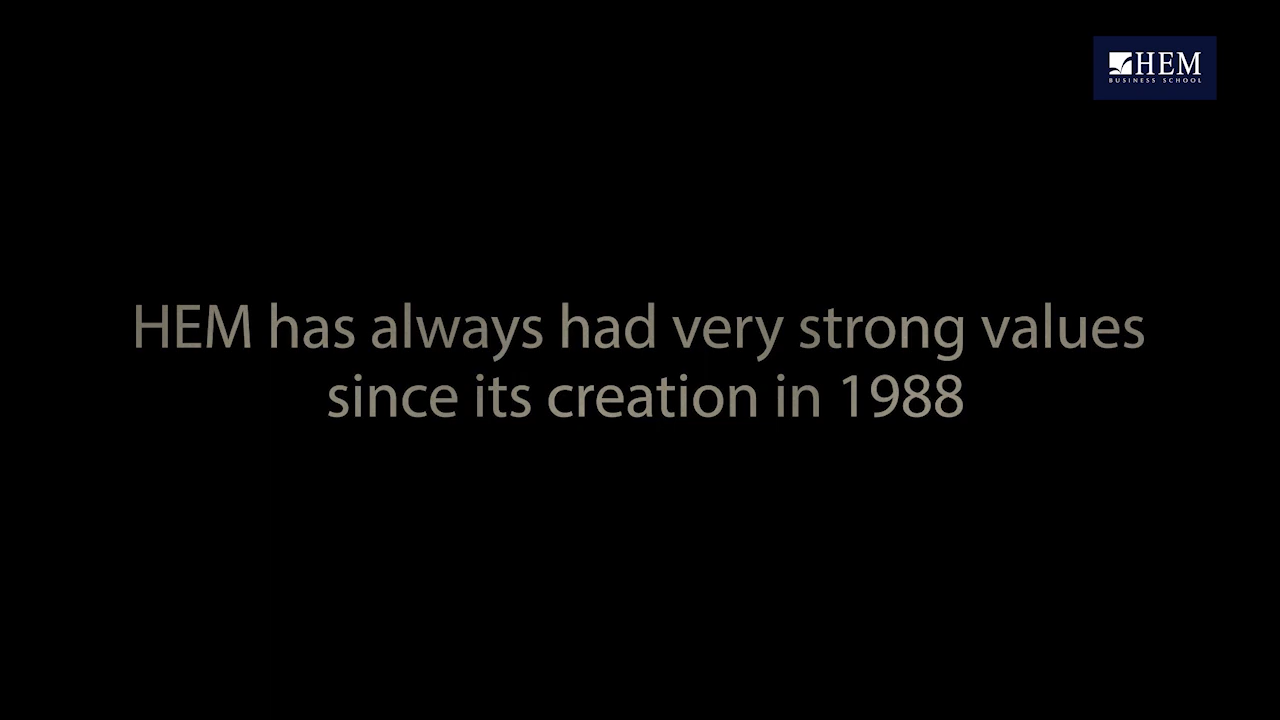 HEM
BUSINESS SCHOOL
HEM has always had very strong values
since its creation in 1988